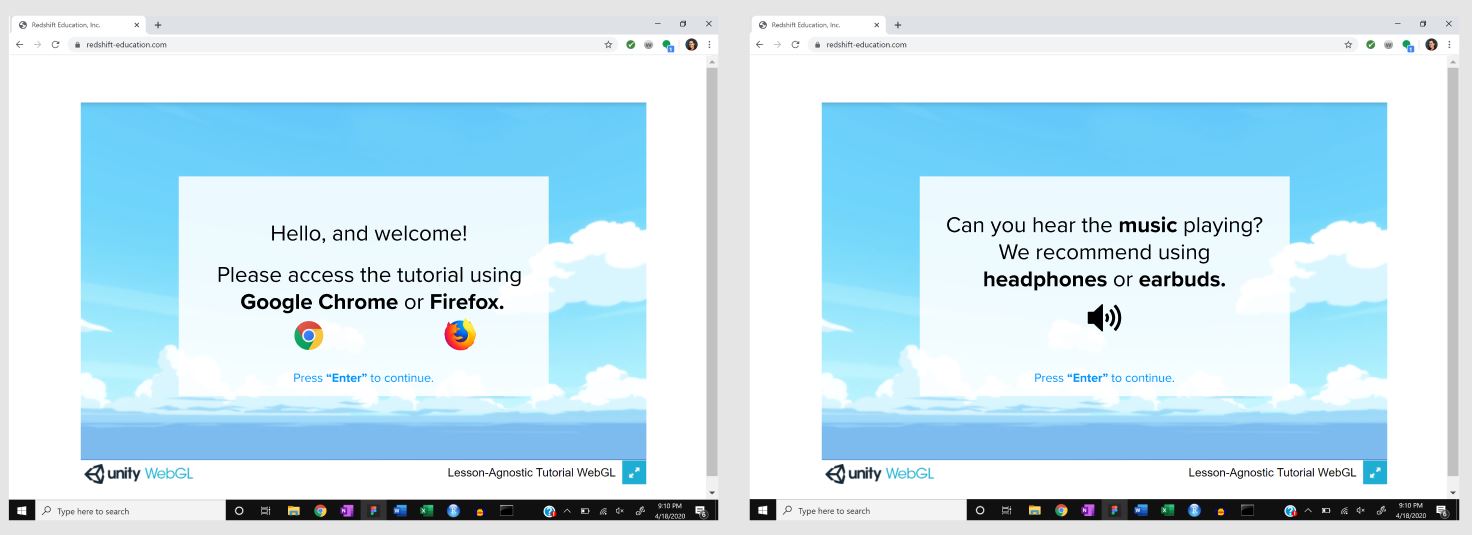 Redshift Education, Inc.
redshift-education.com
Hello, and welcome!
Please access the tutorial using
Google Chrome or Firefox.
Press “Enter” to continue.
unity WebGL
Lesson-Agnostic Tutorial WebGL
Type here to search
9:10 PM
4/18/2020
6
Redshift Education, Inc.
redshift-education.com
Can you hear the music playing?
We recommend using
headphones or earbuds.
Press “Enter” to continue.
unity WebGL
Lesson-Agnostic Tutorial WebGL
Type here to search
9:10 PM
4/18/2020
6